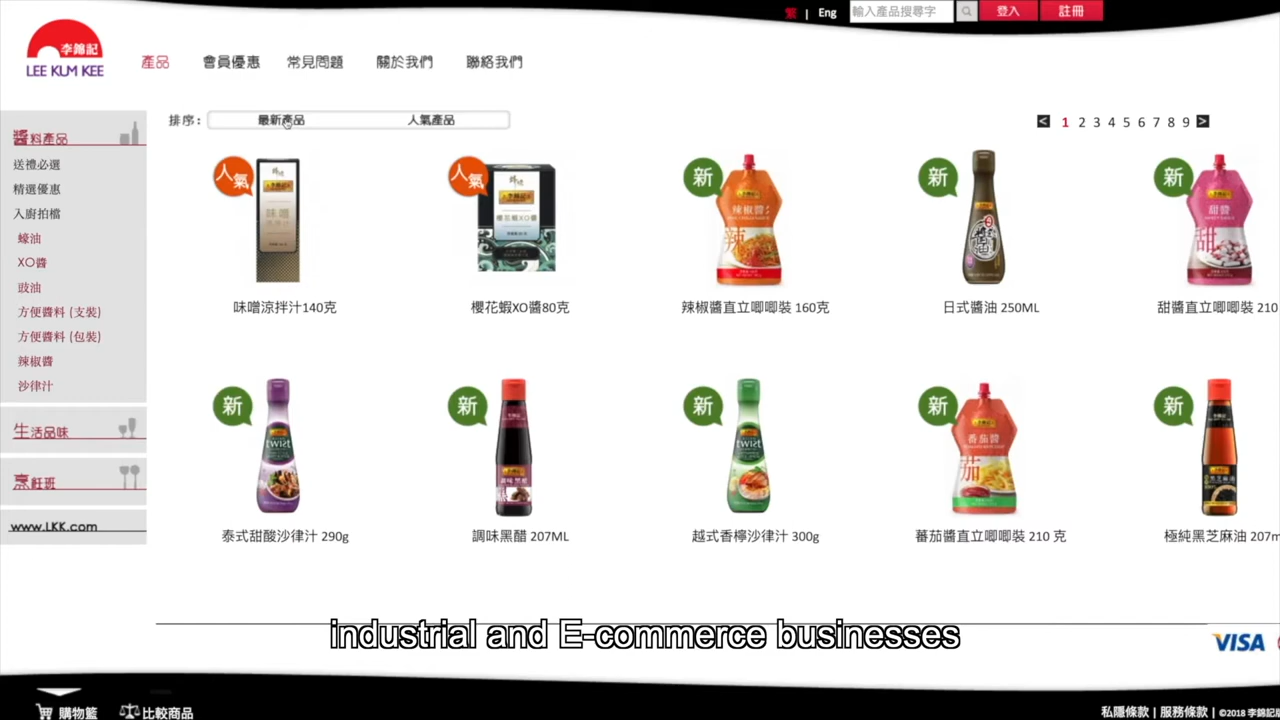 繁 | Eng 輸入產品搜尋字 登入 註冊
李錦記
LEE KUM KEE
產品 會員優惠 常見問題 關於我們 聯絡我們
排序: 最新產品 人氣產品
< 1 2 3 4 5 6 7 8 9 >
醬料產品
送禮必選
精選優惠
入廚拍檔
蠔油
XO醬
豉油
方便醬料 (支裝)
方便醬料 (包裝)
辣椒醬
沙律汁
生活品味
烹飪班
www.LKK.com
人氣 人氣 新 新 新
味噌涼拌汁140克 櫻花蝦XO醬80克 辣椒醬直立唧唧裝 160克 日式醬油 250ML 甜醬直立唧唧裝 210
新 新 新 新 新
泰式甜酸沙律汁 290g 調味黑醋 207ML 越式香檸沙律汁 300g 蕃茄醬直立唧唧裝 210 克 極純黑芝麻油 207m
industrial and E-commerce businesses
VISA
購物籃 比較商品
私隱條款 | 服務條款 | ©2018 李錦記